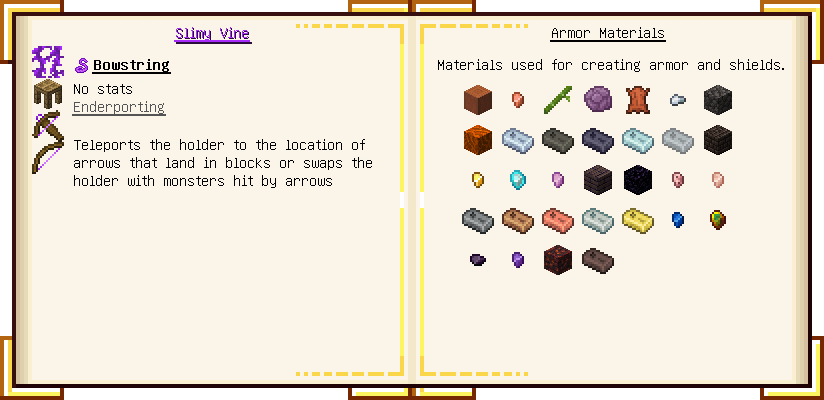 Slimy Vine
Bowstring
No stats
Enderporting
Teleports the holder to the location of
arrows that land in blocks or swaps the
holder with monsters hit by arrows
Armor Materials
Materials used for creating armor and shields.